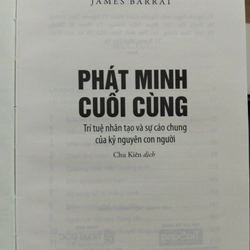 JAMES BARRAT
PHÁT MINH
CUỐI CÙNG
Trí tuệ nhân tạo và sự cáo chung
của kỷ nguyên con người
Chu Kiên dịch